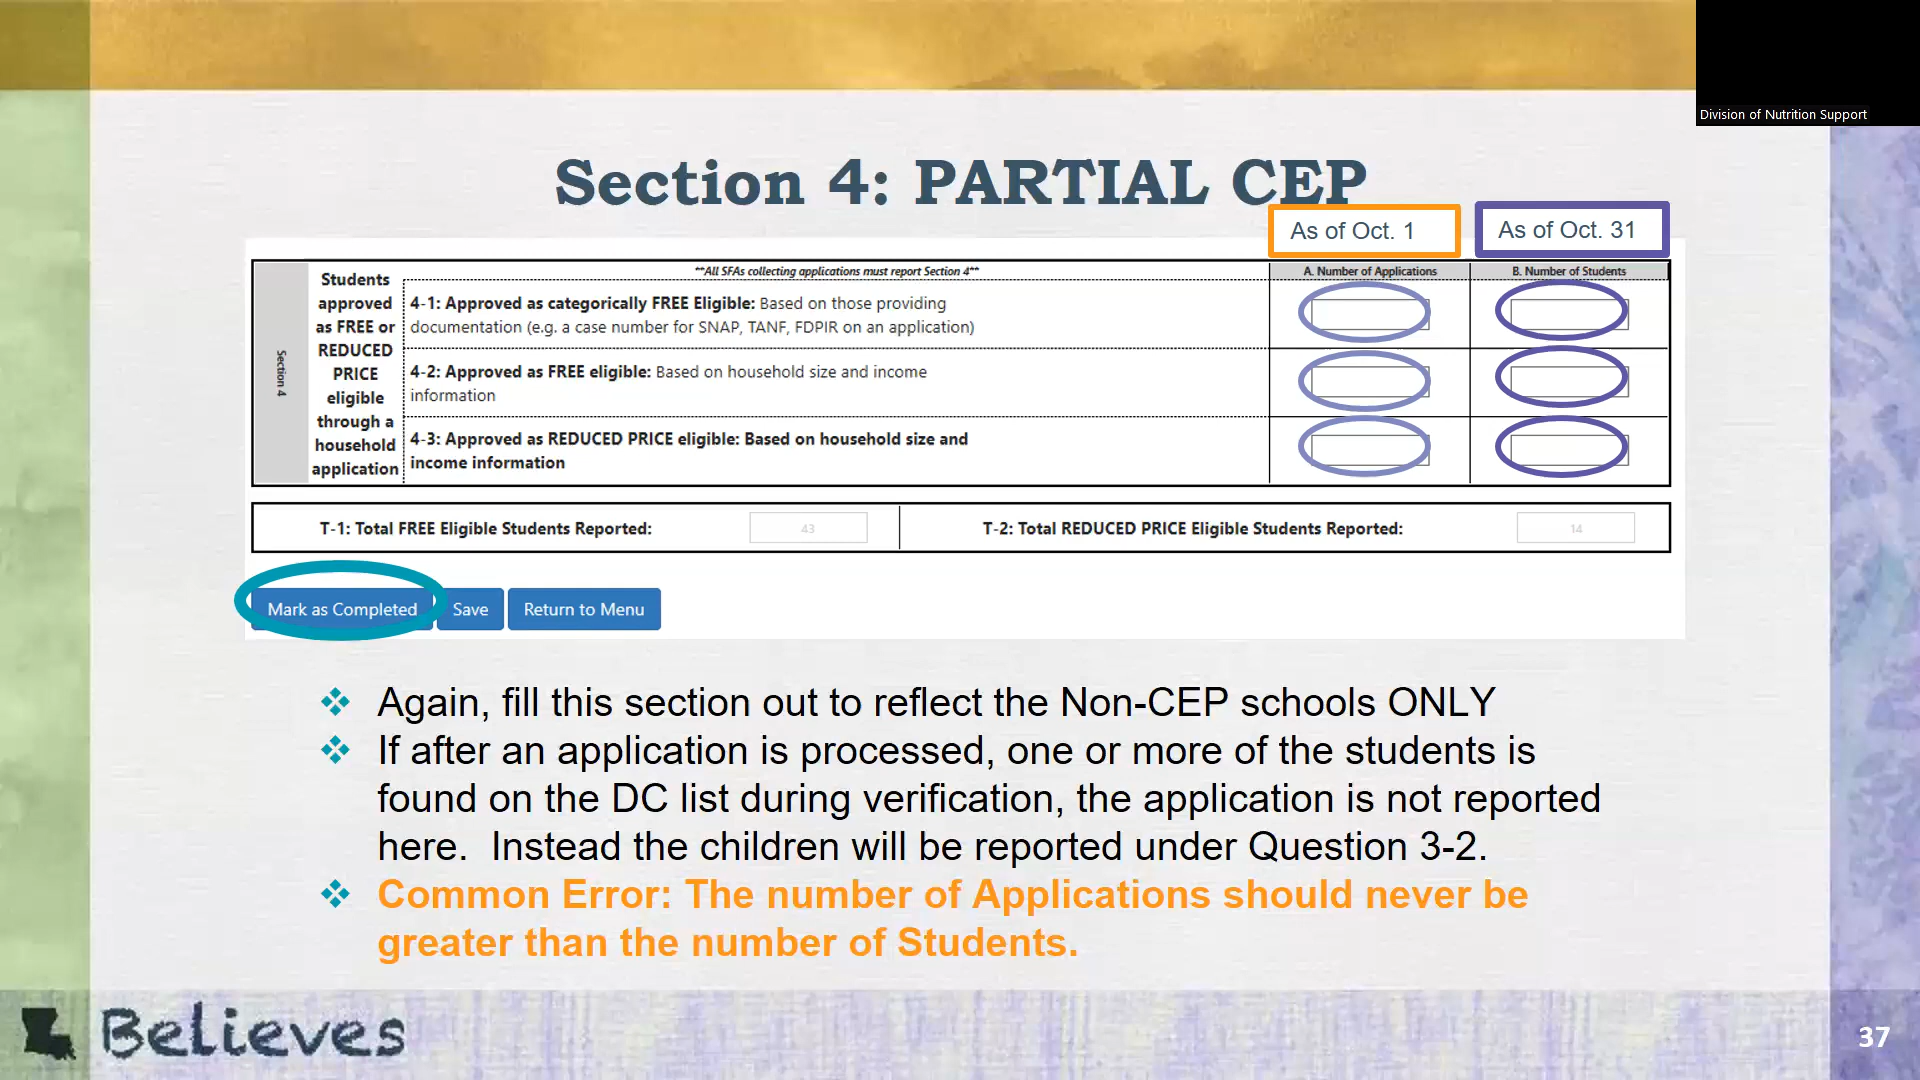 Division of Nutrition Support
Section 4: PARTIAL CEP
As of Oct. 1
As of Oct. 31
**All SFAs collecting applications must report Section 4**
A. Number of Applications
B. Number of Students
Section 4
Students
approved
as FREE or
REDUCED
PRICE
eligible
through a
household
application
4-1: Approved as categorically FREE Eligible: Based on those providing
documentation (e.g. a case number for SNAP, TANF, FDPIR on an application)
4-2: Approved as FREE eligible: Based on household size and income
information
4-3: Approved as REDUCED PRICE eligible: Based on household size and
income information
T-1: Total FREE Eligible Students Reported:
43
T-2: Total REDUCED PRICE Eligible Students Reported:
14
Mark as Completed
Save
Return to Menu
❖ Again, fill this section out to reflect the Non-CEP schools ONLY
❖ If after an application is processed, one or more of the students is
found on the DC list during verification, the application is not reported
here. Instead the children will be reported under Question 3-2.
❖ Common Error: The number of Applications should never be
greater than the number of Students.
Believes
37